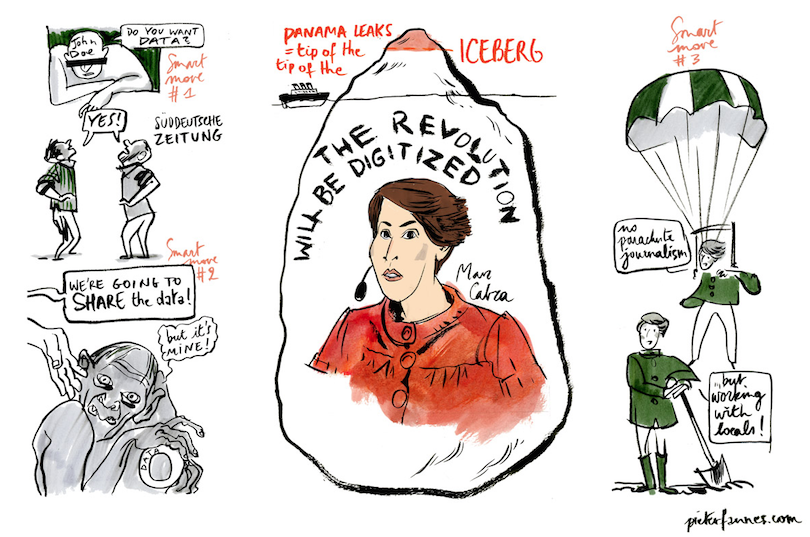 John
Doe
DO YOU WANT
DATA?
Smart
move
# 1
YES!
SÜDDEUTSCHE
ZEITUNG
Smart
move
# 2
WE'RE GOING TO
SHARE the data!
but it's
MINE!
DATA
PANAMA LEAKS
= tip of the
tip of the
ICEBERG
THE REVOLUTION
WILL BE DIGITIZED
Mar
Cabra
Smart
move
# 3
no
parachute
journalism
...but
working
with
locals!
pieterfannes.com